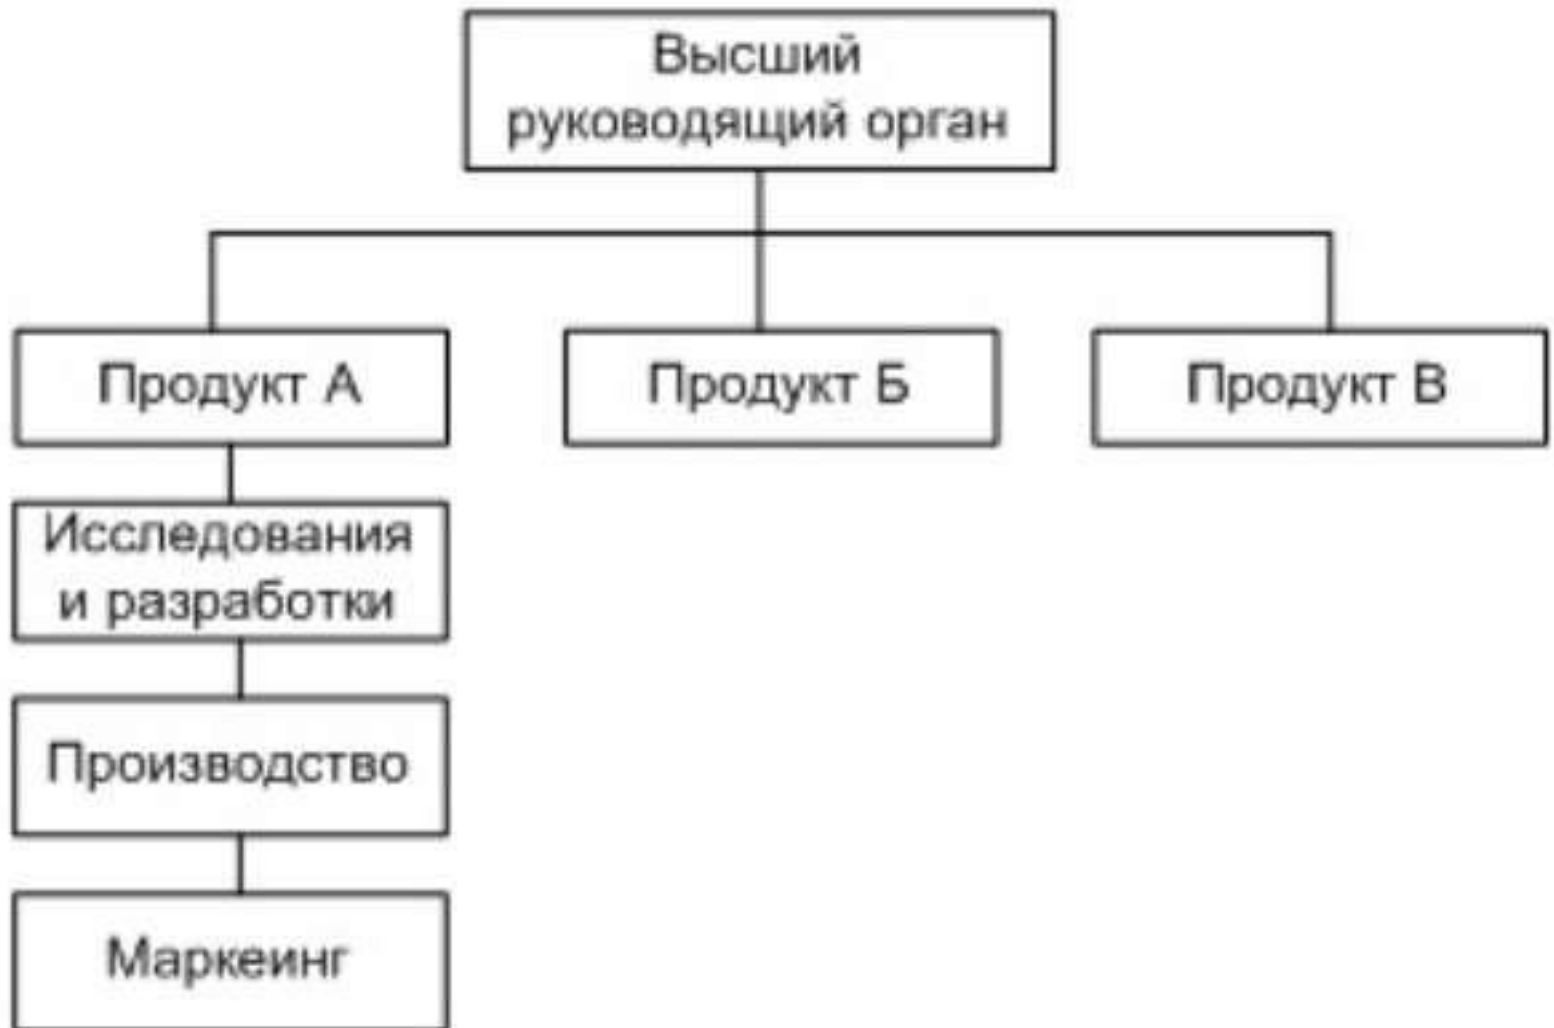 Высший
руководящий орган
Продукт А
Продукт Б
Продукт В
Исследования
и разработки
Производство
Маркеинг